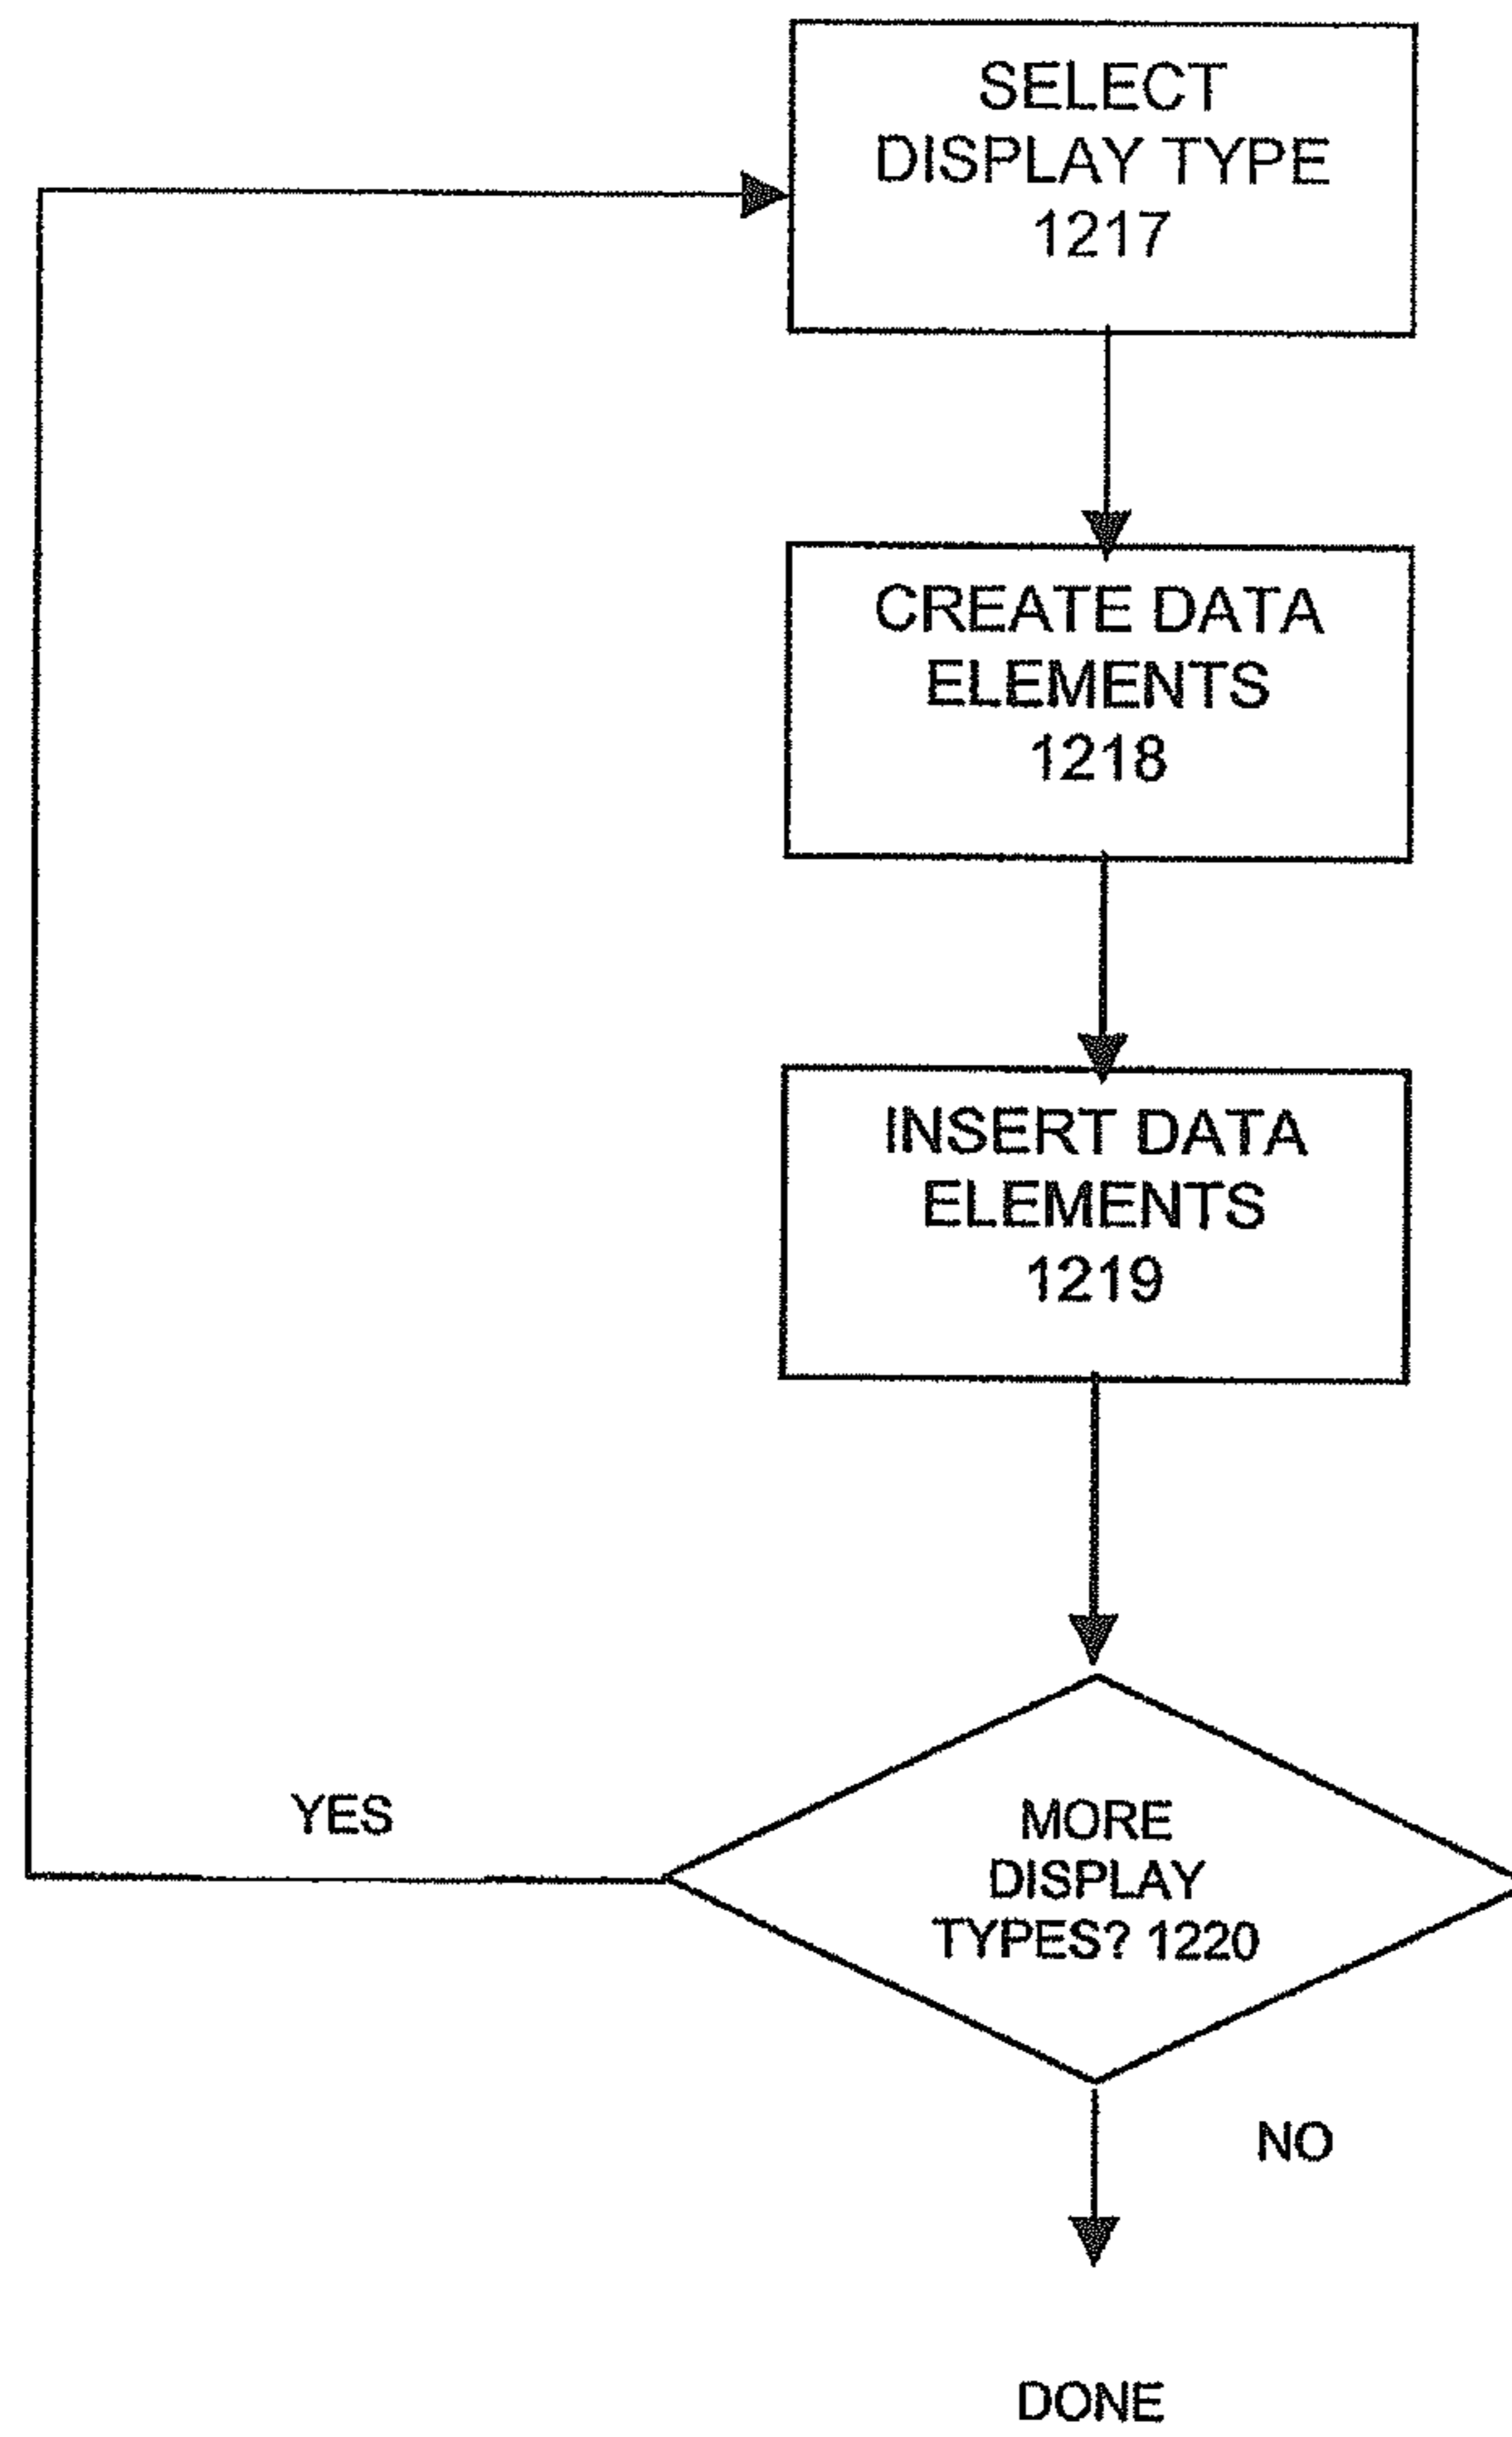 SELECT
DISPLAY TYPE
1217
CREATE DATA
ELEMENTS
1218
INSERT DATA
ELEMENTS
1219
YES
MORE
DISPLAY
TYPES? 1220
NO
DONE